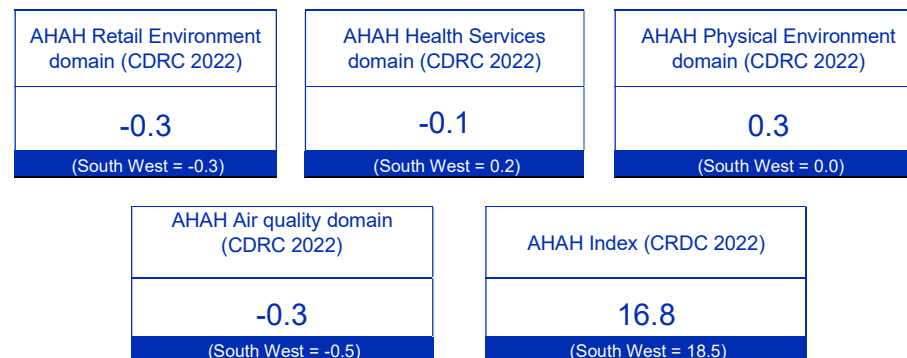 AHAH Retail Environment
domain (CDRC 2022)
-0.3
(South West = -0.3)
AHAH Health Services
domain (CDRC 2022)
-0.1
(South West = 0.2)
AHAH Physical Environment
domain (CDRC 2022)
0.3
(South West = 0.0)
AHAH Air quality domain
(CDRC 2022)
-0.3
(South West = -0.5)
AHAH Index (CRDC 2022)
16.8
(South West = 18.5)